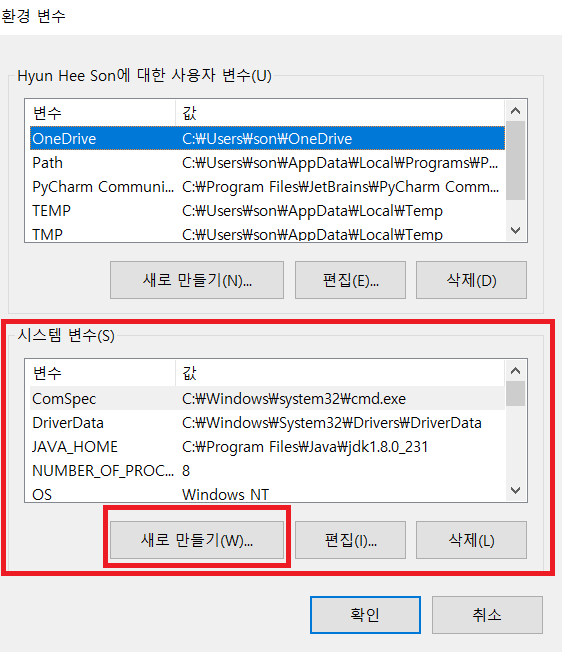 환경 변수
Hyun Hee Son에 대한 사용자 변수(U)
변수 값
OneDrive C:₩Users₩son₩OneDrive
Path C:₩Users₩son₩AppData₩Local₩Programs₩P...
PyCharm Communi... C:₩Program Files₩JetBrains₩PyCharm Comm...
TEMP C:₩Users₩son₩AppData₩Local₩Temp
TMP C:₩Users₩son₩AppData₩Local₩Temp
새로 만들기(N)... 편집(E)... 삭제(D)
시스템 변수(S)
변수 값
ComSpec C:₩Windows₩system32₩cmd.exe
DriverData C:₩Windows₩System32₩Drivers₩DriverData
JAVA_HOME C:₩Program Files₩Java₩jdk1.8.0_231
NUMBER_OF_PROC... 8
OS Windows NT
새로 만들기(W)... 편집(I)... 삭제(L)
확인 취소